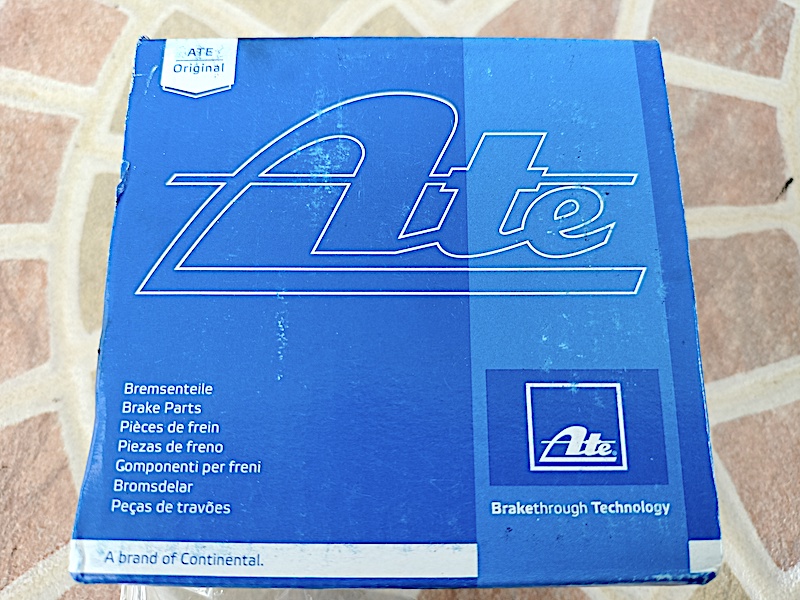 ATE
Original
Ate
Bremsenteile
Brake Parts
Pièces de frein
Piezas de freno
Gomponenti per freni
Bromsdelar
Peças de travões
Ate®
Brakethrough Technology
A brand of Continental.